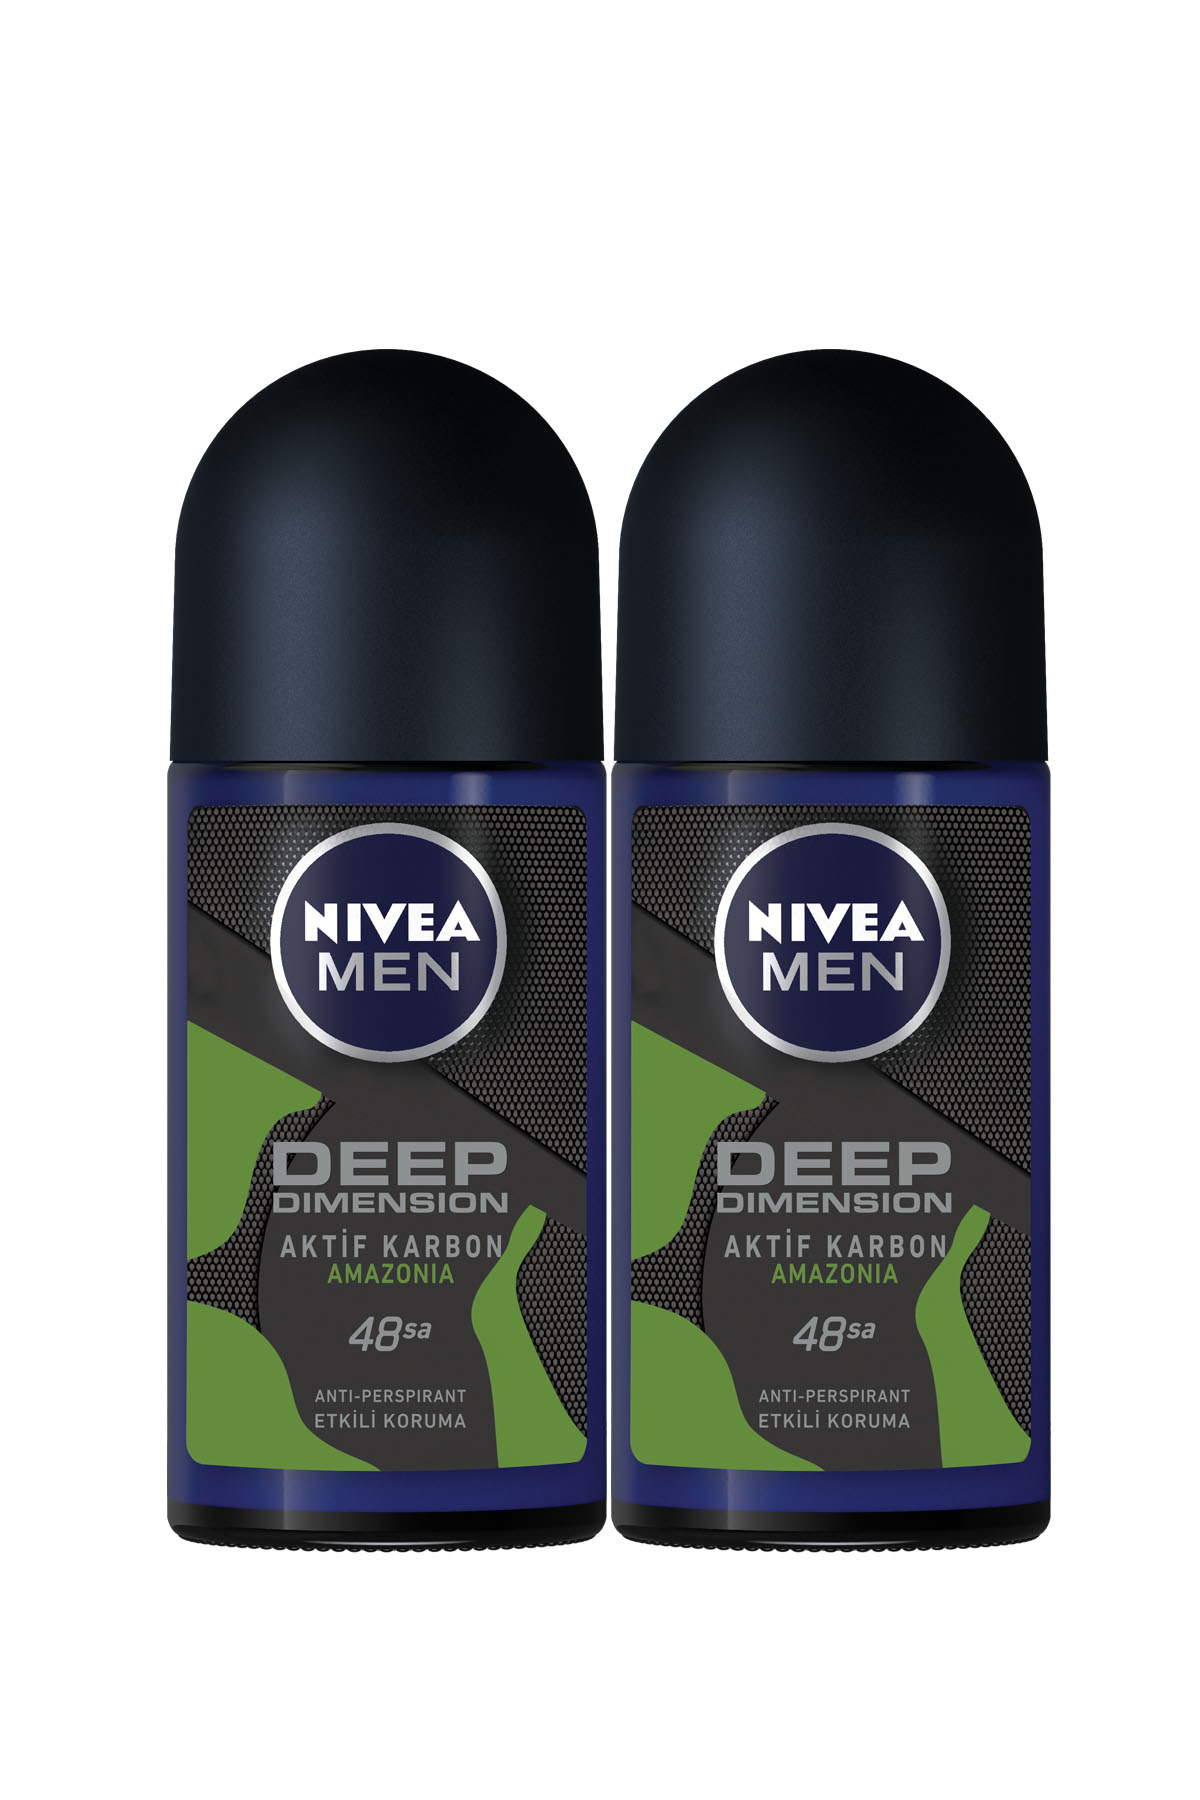 NIVEA
MEN
DEEP
DIMENSION
AKTİF KARBON
AMAZONIA
48sa
ANTI-PERSPIRANT
ETKİLİ KORUMA
NIVEA
MEN
DEEP
DIMENSION
AKTİF KARBON
AMAZONIA
48sa
ANTI-PERSPIRANT
ETKİLİ KORUMA